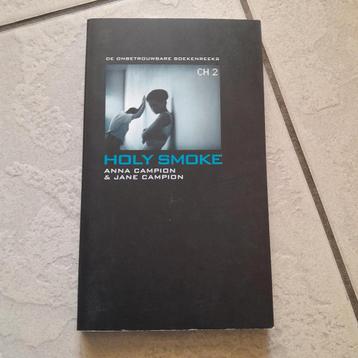 DE ONBETROUWBARE BOEKENREEKS
CH 2
HOLY SMOKE
ANNA CAMPION
& JANE CAMPION